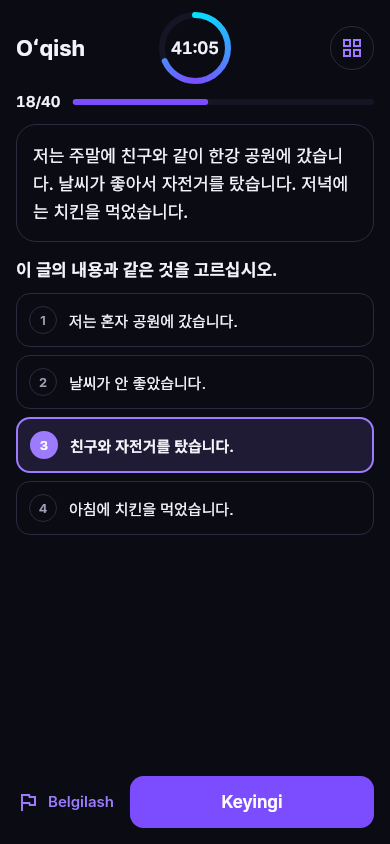 Oʻqish
41:05
18/40
저는 주말에 친구와 같이 한강 공원에 갔습니
다. 날씨가 좋아서 자전거를 탔습니다. 저녁에
는 치킨을 먹었습니다.
이 글의 내용과 같은 것을 고르십시오.
1 저는 혼자 공원에 갔습니다.
2 날씨가 안 좋았습니다.
3 친구와 자전거를 탔습니다.
4 아침에 치킨을 먹었습니다.
Belgilash
Keyingi